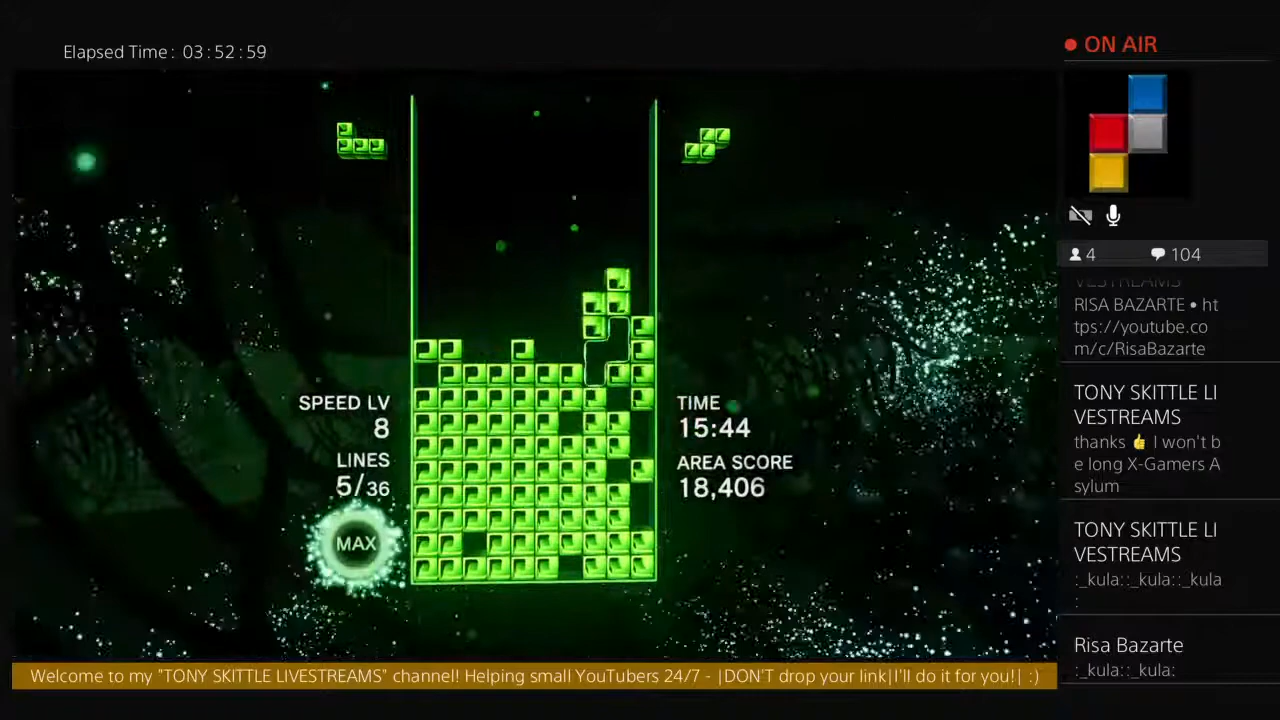 Elapsed Time: 03:52:59
ON AIR
4 104
VESTREAMS
RISA BAZARTE • ht
tps://youtube.co
m/c/RisaBazarte
TONY SKITTLE LI
VESTREAMS
thanks 👍 I won't b
e long X-Gamers A
sylum
TONY SKITTLE LI
VESTREAMS
:_kula::_kula::_kula
:
Risa Bazarte
:_kula::_kula:
SPEED LV
8
LINES
5/36
MAX
TIME
15:44
AREA SCORE
18,406
Welcome to my "TONY SKITTLE LIVESTREAMS" channel! Helping small YouTubers 24/7 - |DON'T drop your link|I'll do it for you!| :)